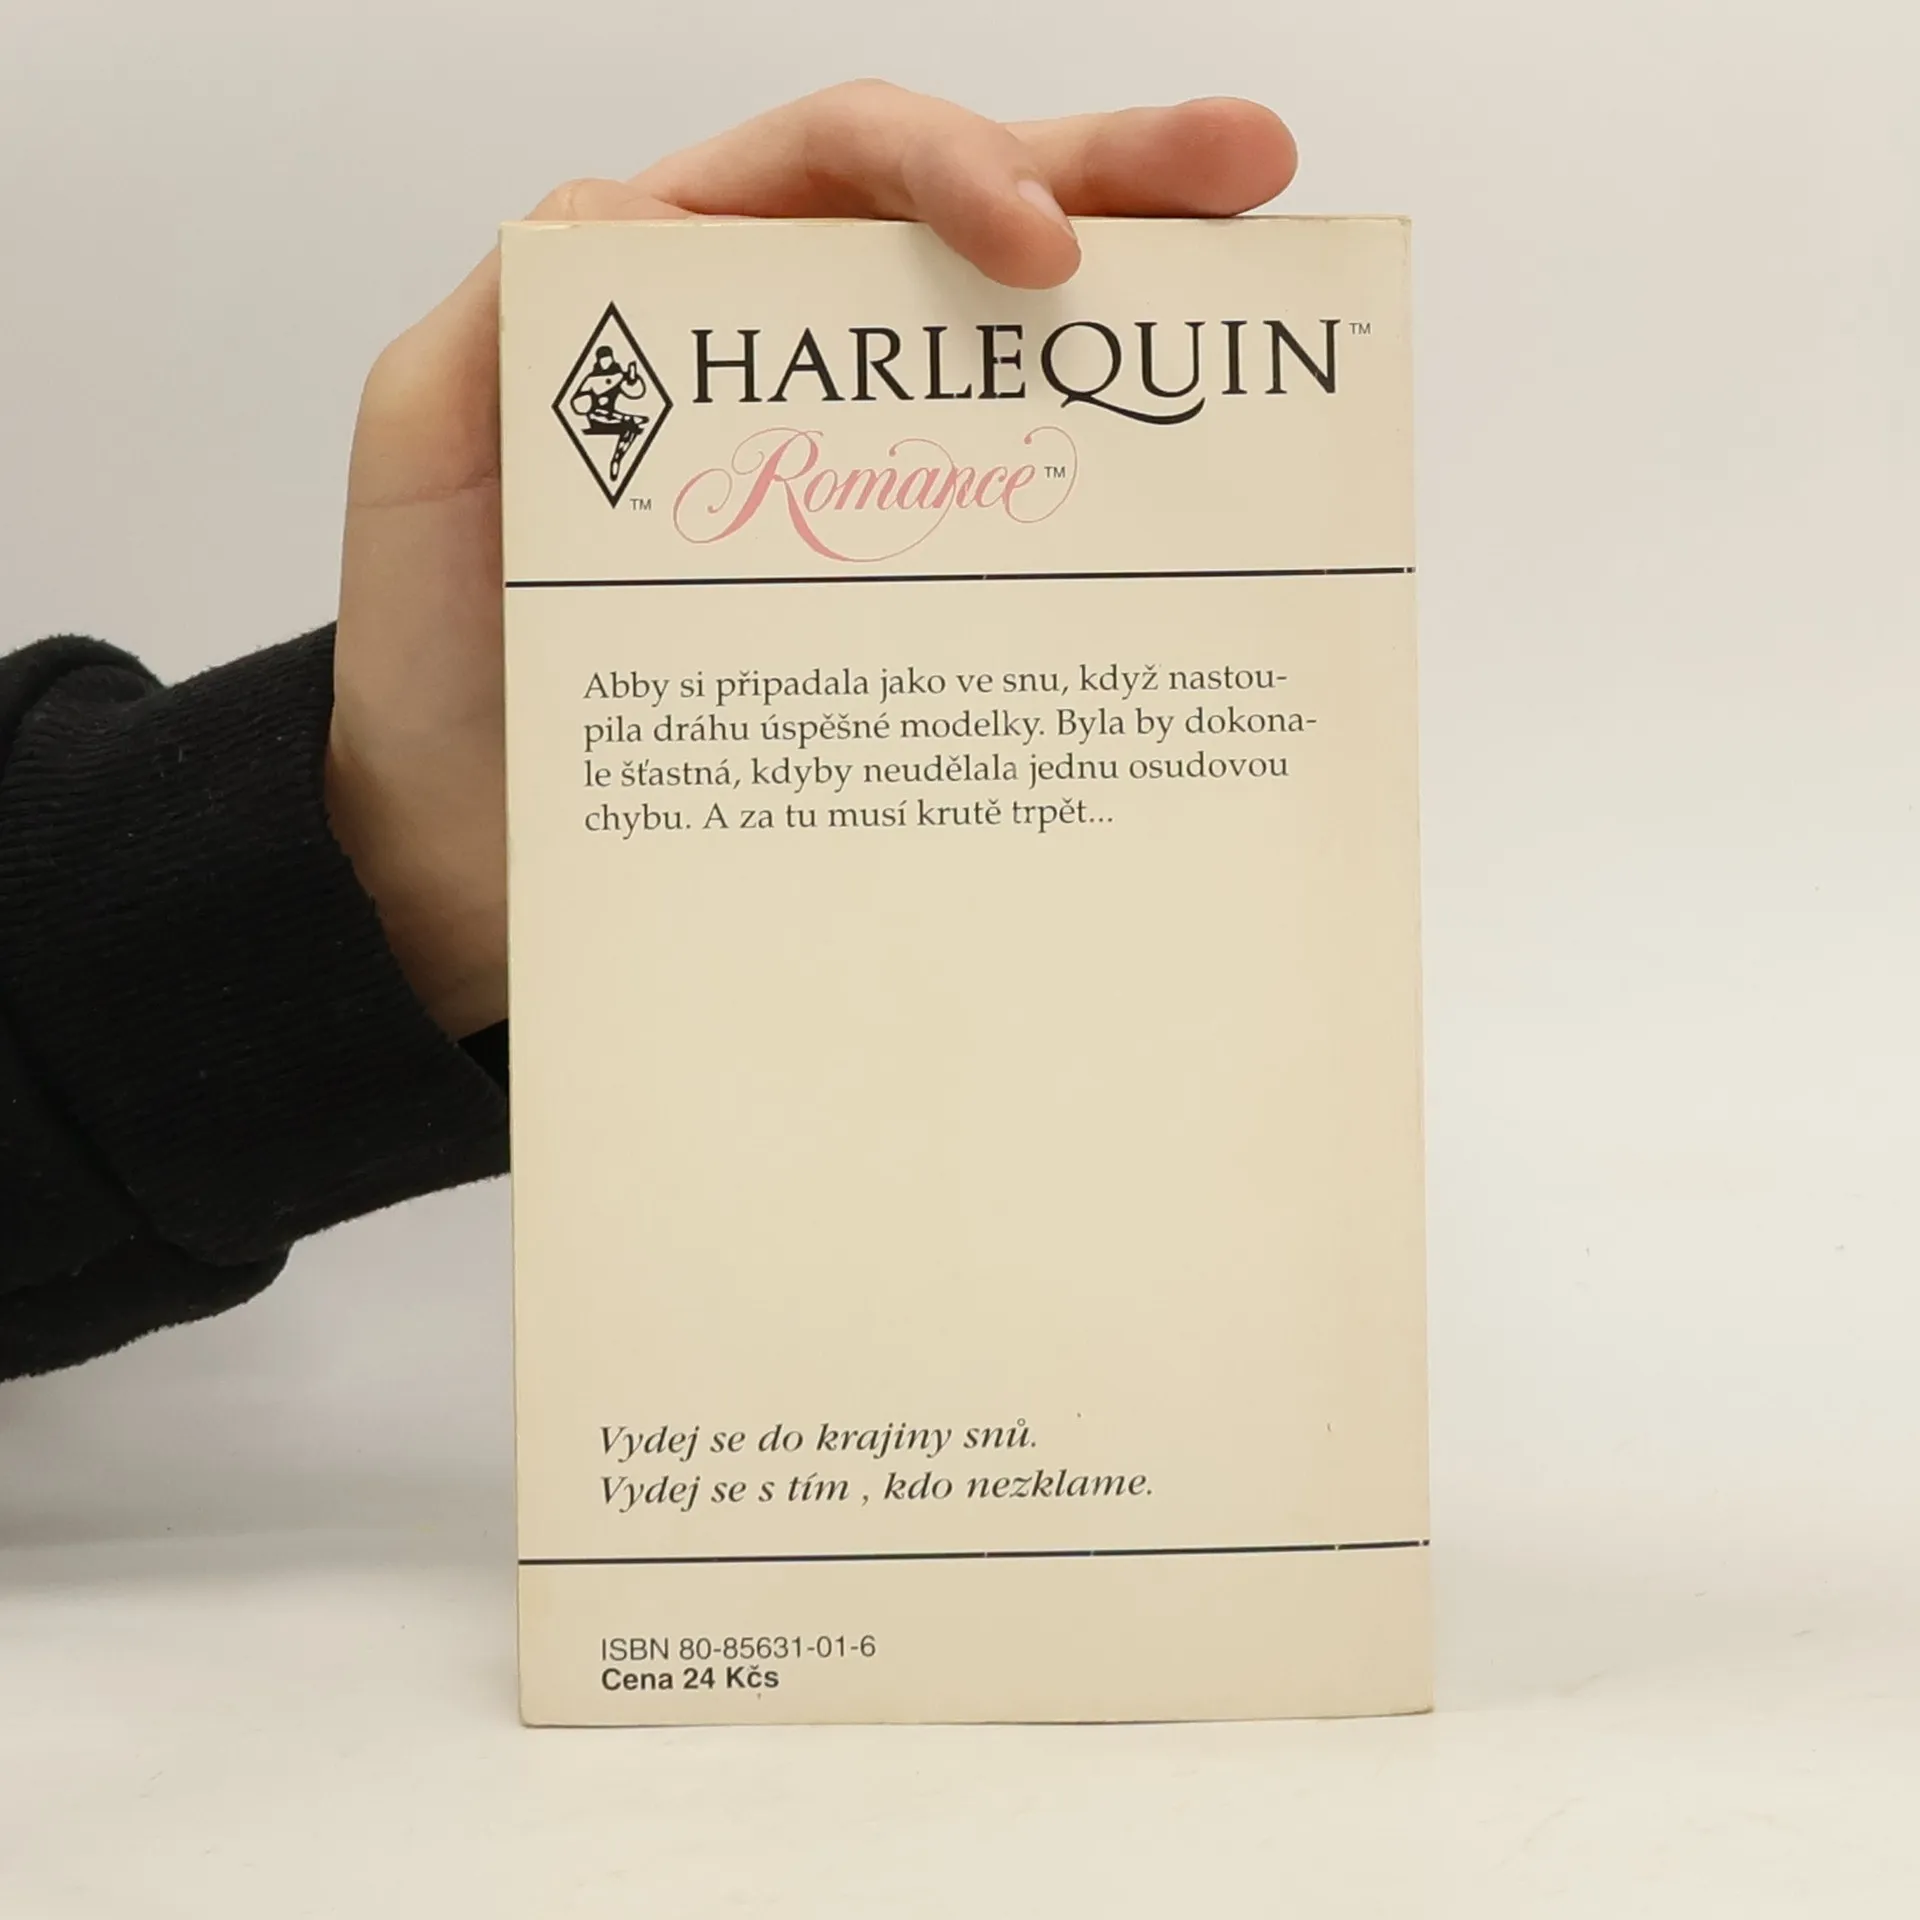 HARLEQUIN™
Romance™
™
Abby si připadala jako ve snu, když nastou-
pila dráhu úspěšné modelky. Byla by dokona-
le šťastná, kdyby neudělala jednu osudovou
chybu. A za tu musí krutě trpět...
Vydej se do krajiny snů.
Vydej se s tím , kdo nezklame.
ISBN 80-85631-01-6
Cena 24 Kčs